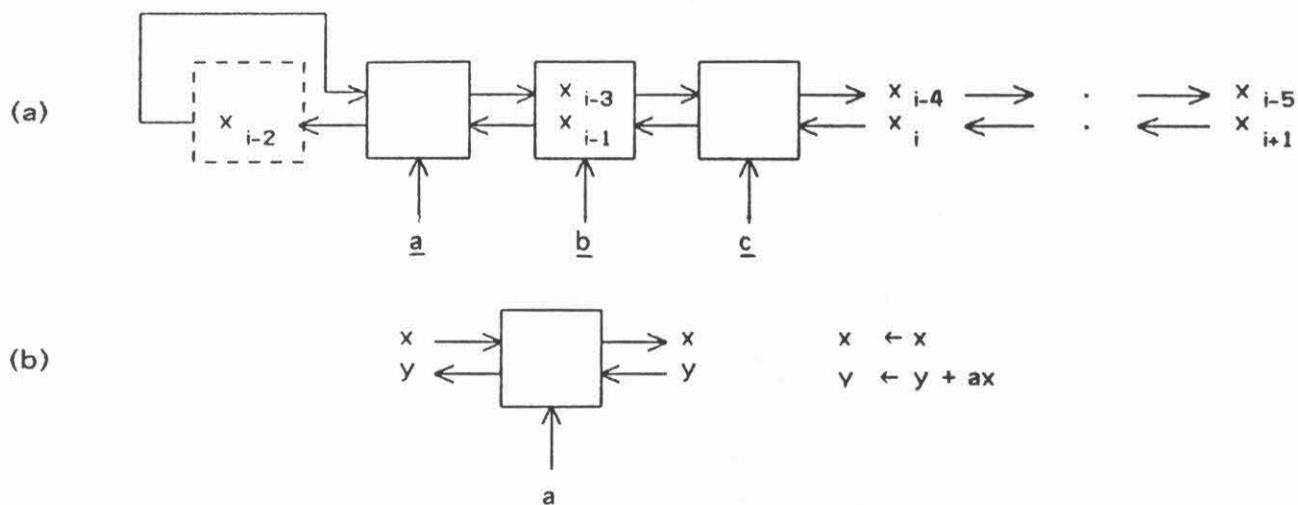 (a)
x i-2
x i-3
x i-1
x i-4 . x i-5
x i . x i+1
a b c
(b)
x x x ← x
y y y ← y + ax
a